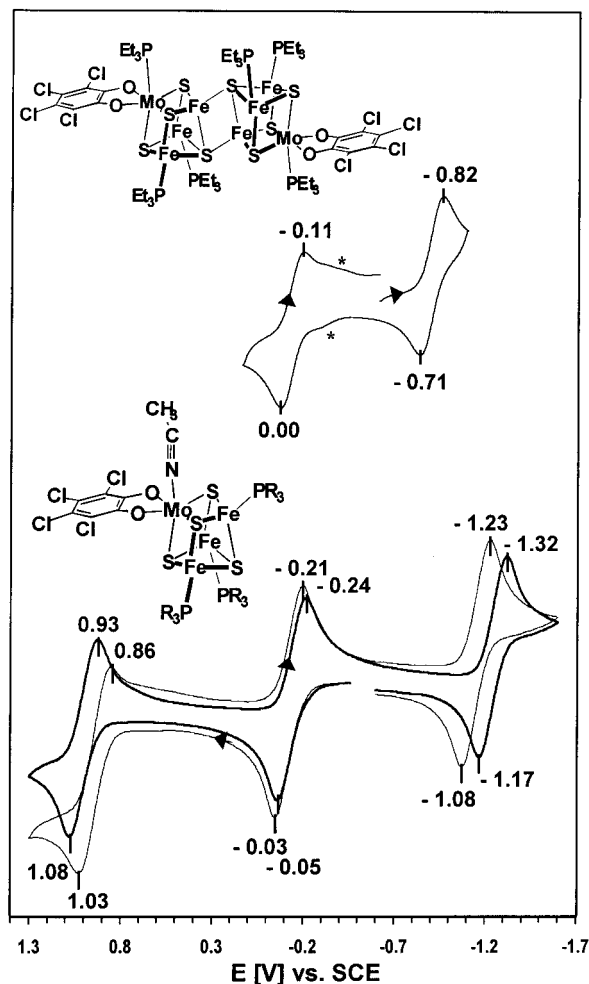 Et₃P
Et₃P
PEt₃
Cl
Cl
Cl
Cl
O
O
Mo
S
S
Fe
Fe
Fe
S
S
PEt₃
Et₃P
S
Fe
Fe
S
Fe
S
S
Mo
O
O
PEt₃
Cl
Cl
Cl
Cl
- 0.82
- 0.11
*
*
- 0.71
0.00
CH₃
C
N
Cl
Cl
Cl
Cl
O
O
Mo
S
S
Fe
Fe
Fe
S
S
PR₃
R₃P
PR₃
- 1.23
- 1.32
- 0.21
- 0.24
0.93
0.86
- 1.17
- 1.08
- 0.03
- 0.05
1.08
1.03
1.3 0.8 0.3 -0.2 -0.7 -1.2 -1.7
E [V] vs. SCE